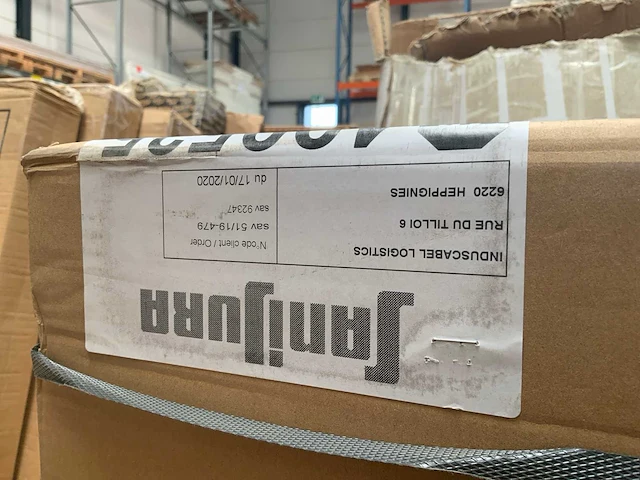 SANIJURA
INDUSCABEL LOGISTICS
RUE DU TILLOI 6
6220 HEPPIGNIES
N°ode client / Order
sav 51/19-479
sav 92347
du 17/01/2020